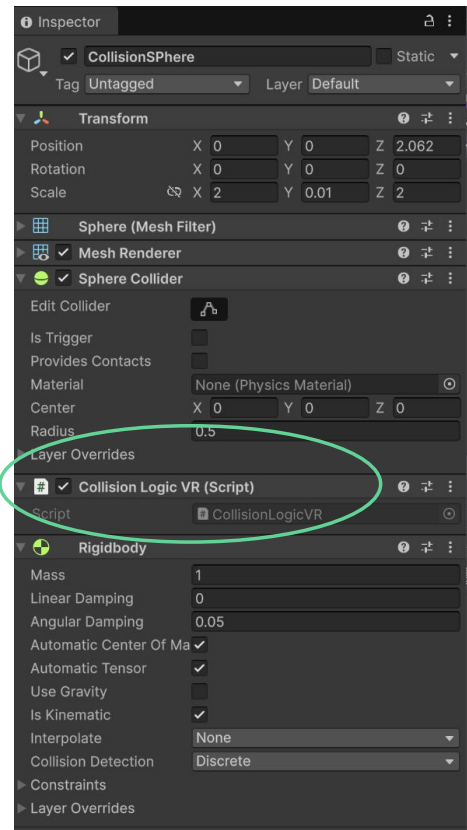 Inspector
CollisionSPhere Static
Tag Untagged Layer Default
Transform
Position X 0 Y 0 Z 2.062
Rotation X 0 Y 0 Z 0
Scale X 2 Y 0.01 Z 2
Sphere (Mesh Filter)
Mesh Renderer
Sphere Collider
Edit Collider
Is Trigger
Provides Contacts
Material None (Physics Material)
Center X 0 Y 0 Z 0
Radius 0.5
Layer Overrides
# Collision Logic VR (Script)
Script # CollisionLogicVR
Rigidbody
Mass 1
Linear Damping 0
Angular Damping 0.05
Automatic Center Of Ma
Automatic Tensor
Use Gravity
Is Kinematic
Interpolate None
Collision Detection Discrete
Constraints
Layer Overrides